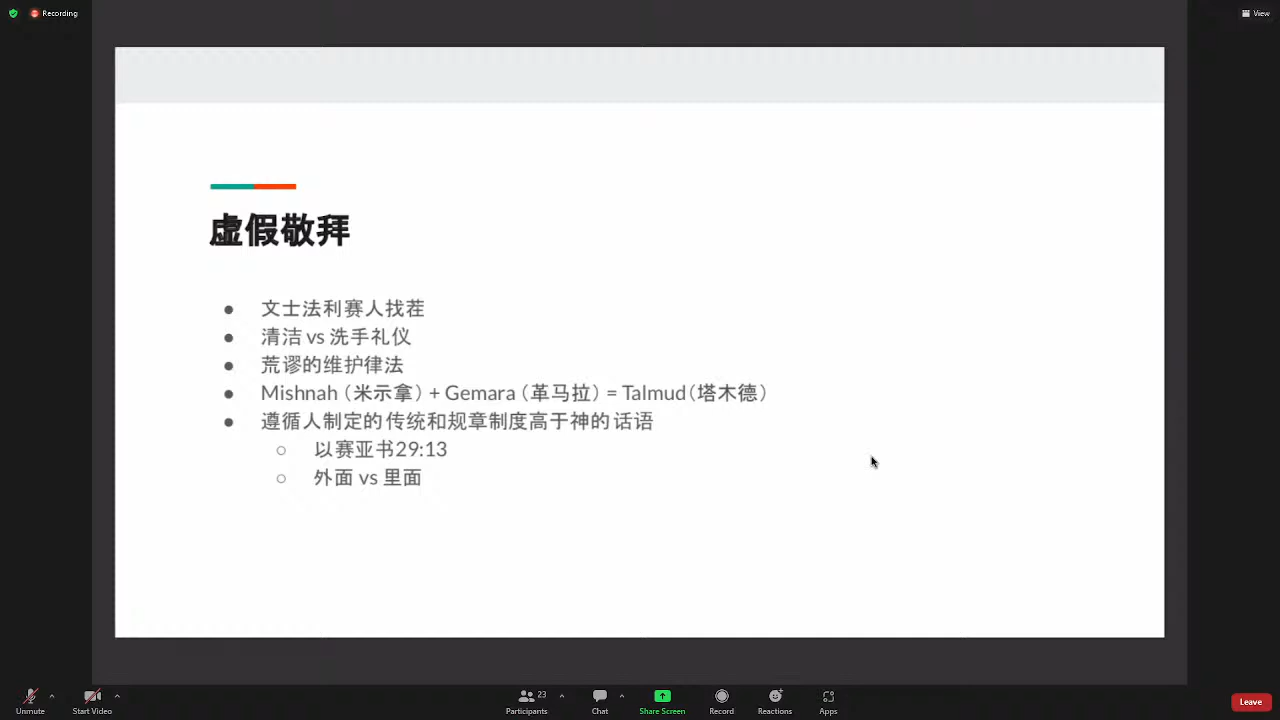 Recording
View
虚假敬拜
● 文士法利赛人找茬
● 清洁 vs 洗手礼仪
● 荒谬的维护律法
● Mishnah（米示拿）+ Gemara（革马拉）= Talmud（塔木德）
● 遵循人制定的传统和规章制度高于神的话语
○ 以赛亚书29:13
○ 外面 vs 里面
Unmute
Start Video
23
Participants
Chat
Share Screen
Record
Reactions
Apps
Leave